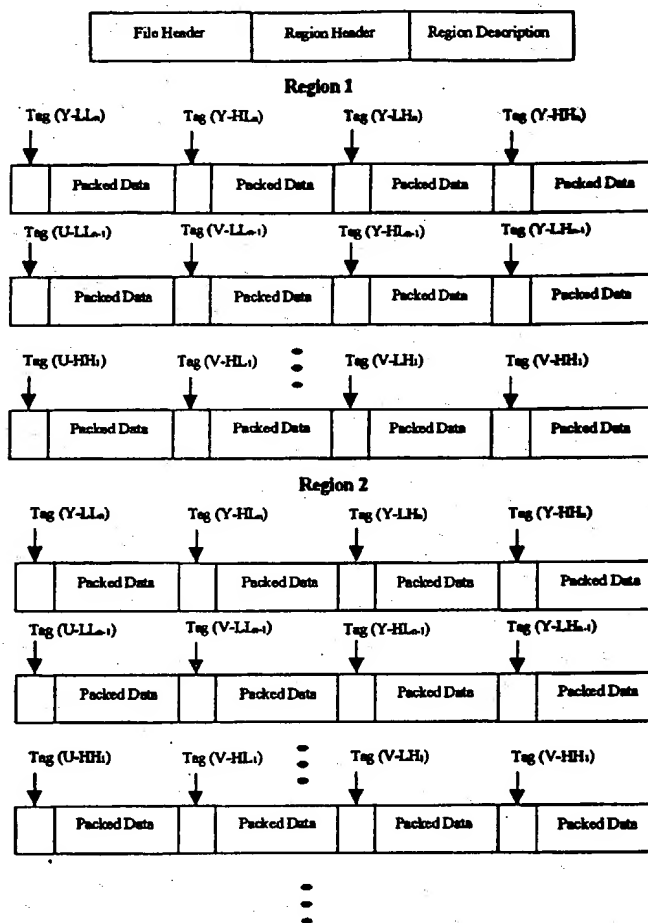 File Header Region Header Region Description
Region 1
Tag (Y-LLₙ) Tag (Y-HLₙ) Tag (Y-LHₙ) Tag (Y-HHₙ)
Packed Data Packed Data Packed Data Packed Data
Tag (U-LLₙ₋₁) Tag (V-LLₙ₋₁) Tag (Y-HLₙ₋₁) Tag (Y-LHₙ₋₁)
Packed Data Packed Data Packed Data Packed Data
Tag (U-HH₁) Tag (V-HL₁) Tag (V-LH₁) Tag (V-HH₁)
Packed Data Packed Data Packed Data Packed Data
Region 2
Tag (Y-LLₙ) Tag (Y-HLₙ) Tag (Y-LHₙ) Tag (Y-HHₙ)
Packed Data Packed Data Packed Data Packed Data
Tag (U-LLₙ₋₁) Tag (V-LLₙ₋₁) Tag (Y-HLₙ₋₁) Tag (Y-LHₙ₋₁)
Packed Data Packed Data Packed Data Packed Data
Tag (U-HH₁) Tag (V-HL₁) Tag (V-LH₁) Tag (V-HH₁)
Packed Data Packed Data Packed Data Packed Data